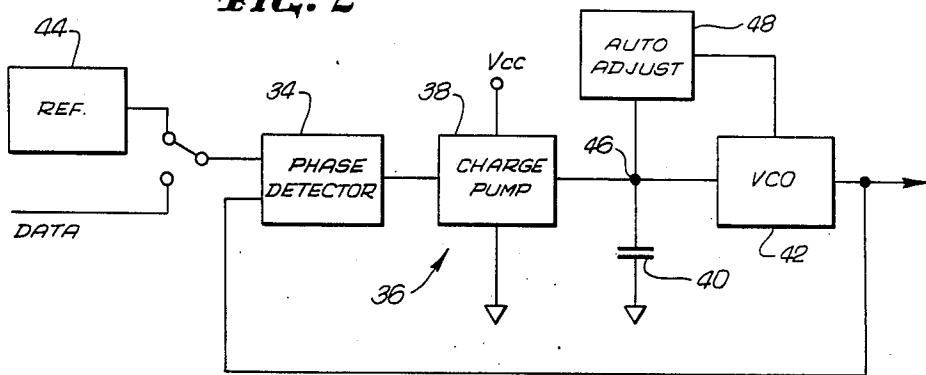 FIG. 2
44
REF.
DATA
34
PHASE
DETECTOR
Vcc
38
CHARGE
PUMP
36
46
40
AUTO
ADJUST
48
VCO
42